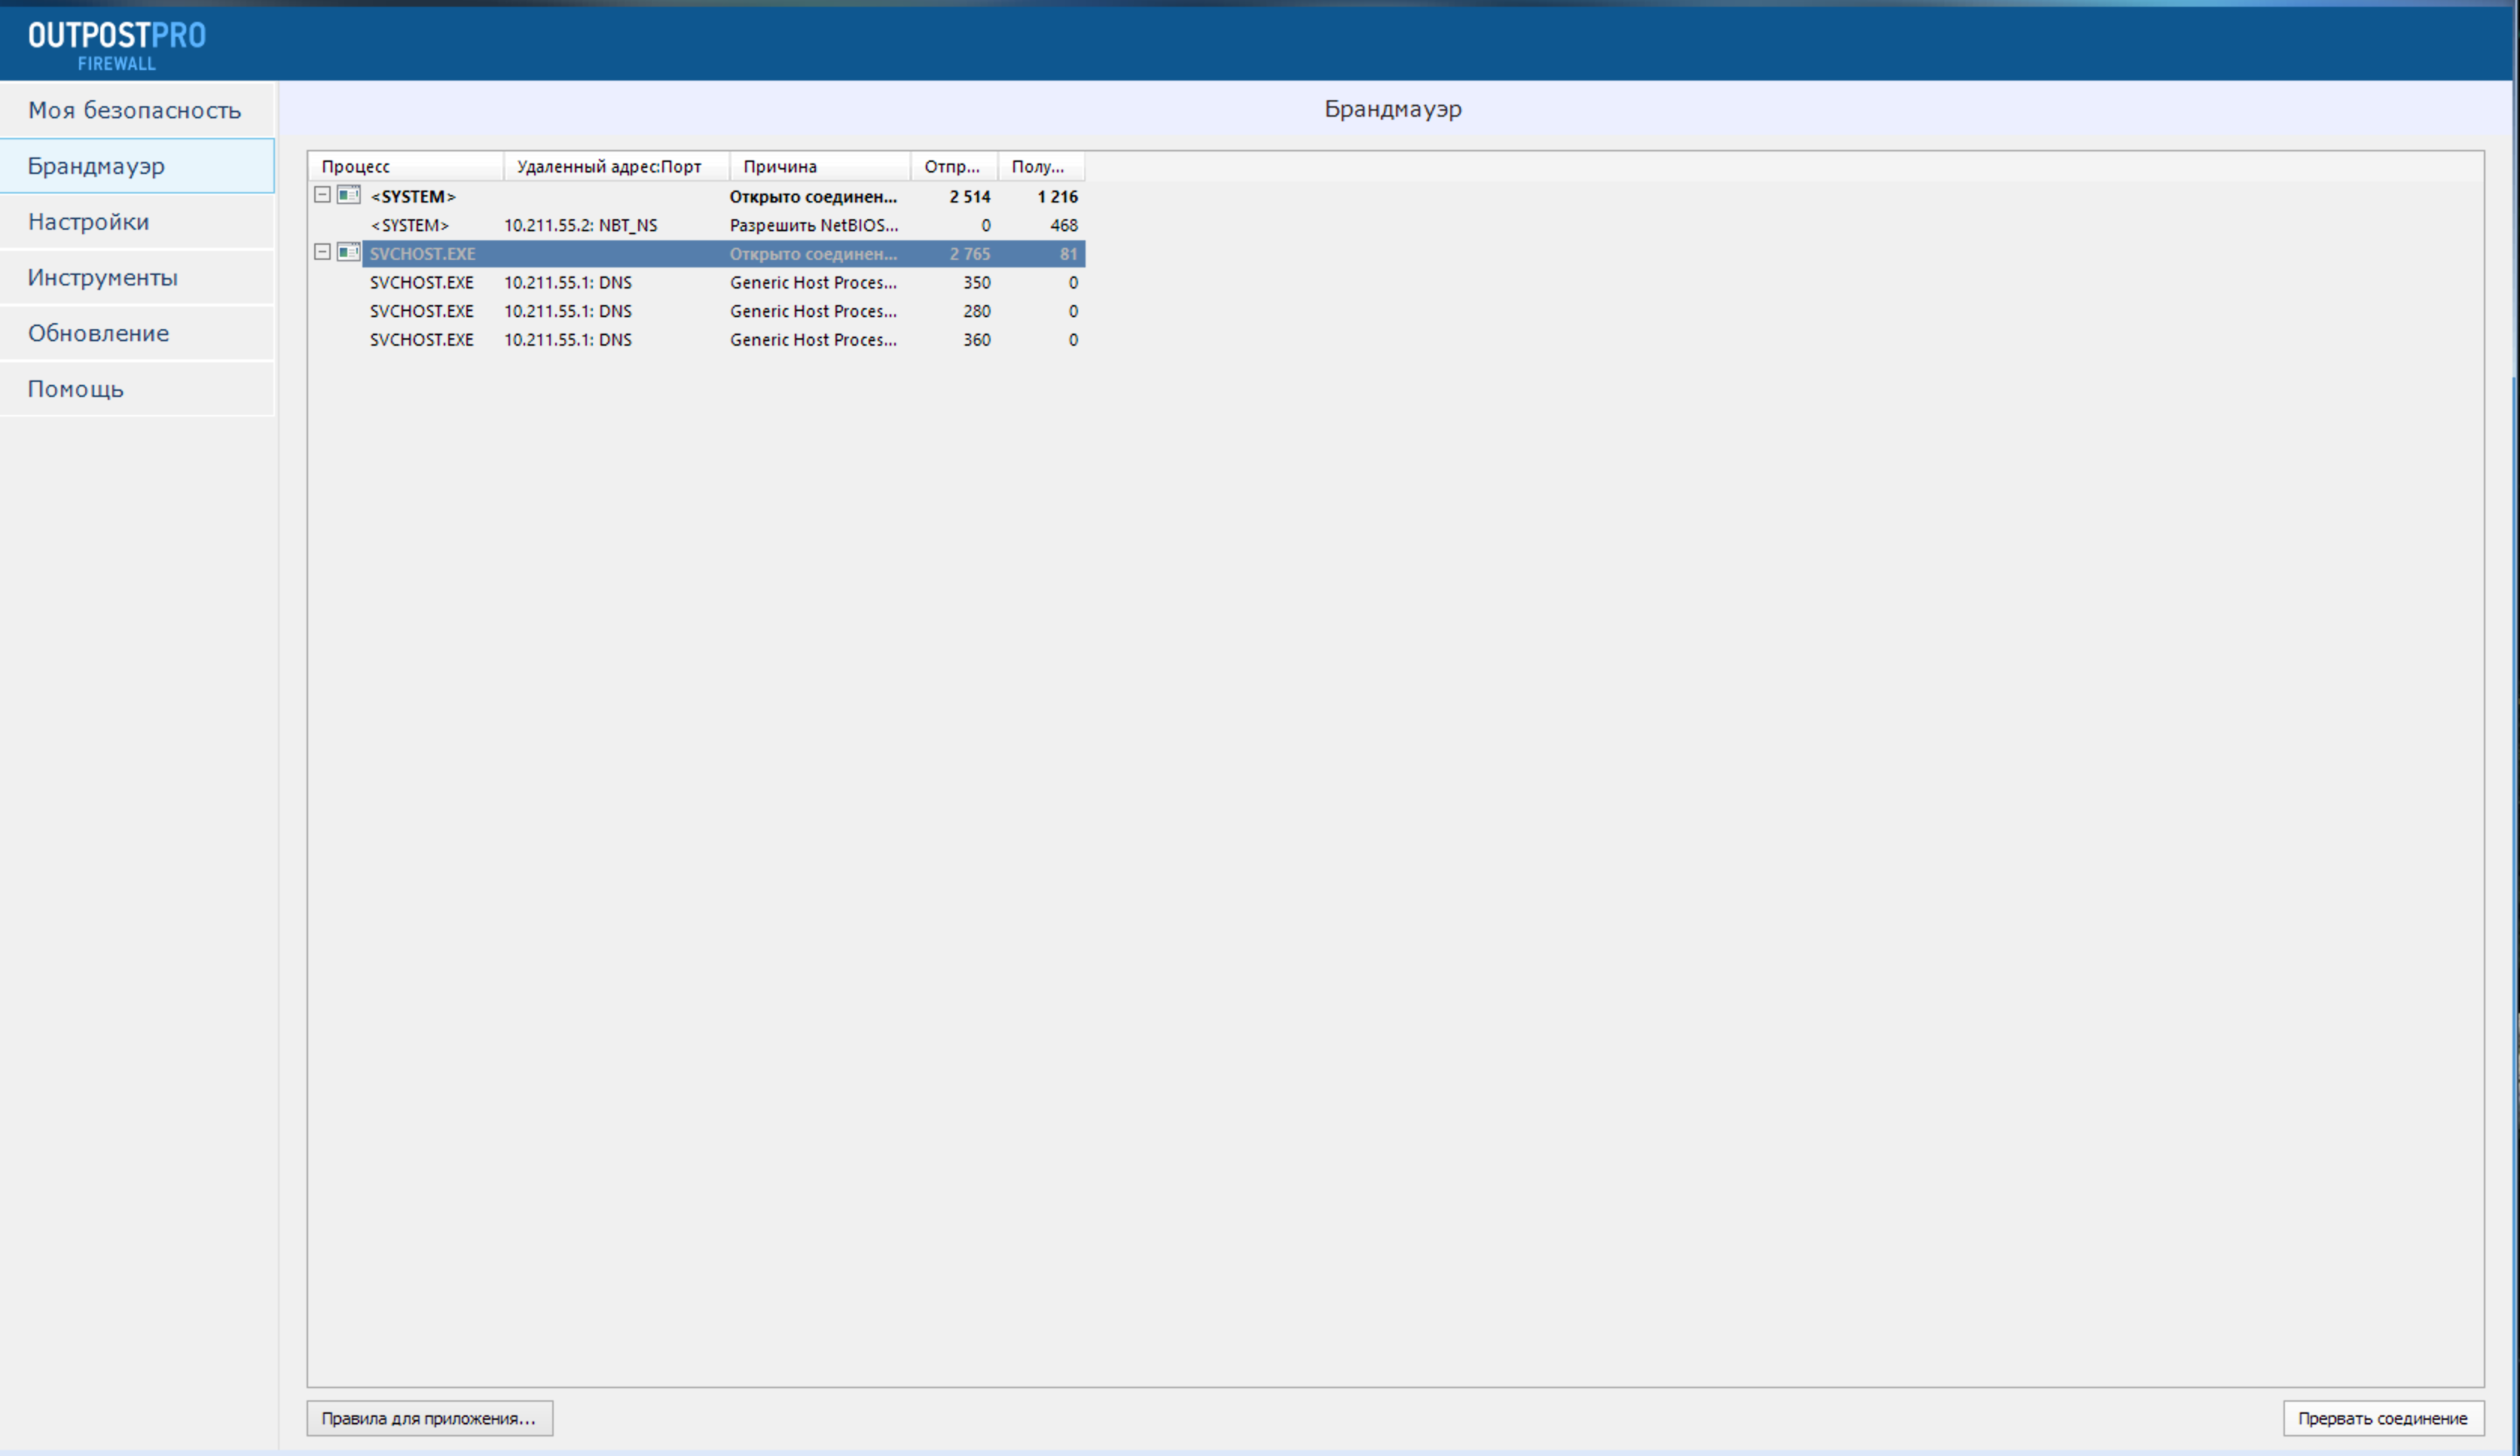 OUTPOSTPRO
FIREWALL
Моя безопасность
Брандмауэр
Настройки
Инструменты
Обновление
Помощь
Брандмауэр
Процесс Удаленный адрес:Порт Причина Отпр... Полу...
<SYSTEM> Открыто соединен... 2 514 1 216
<SYSTEM> 10.211.55.2: NBT_NS Разрешить NetBIOS... 0 468
SVCHOST.EXE Открыто соединен... 2 765 81
SVCHOST.EXE 10.211.55.1: DNS Generic Host Proces... 350 0
SVCHOST.EXE 10.211.55.1: DNS Generic Host Proces... 280 0
SVCHOST.EXE 10.211.55.1: DNS Generic Host Proces... 360 0
Правила для приложения...
Прервать соединение